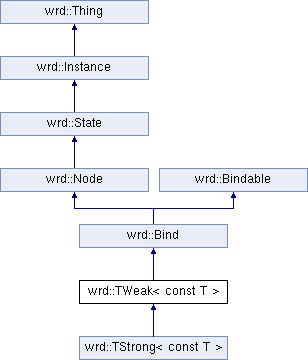 wrd::Thing
wrd::Instance
wrd::State
wrd::Node
wrd::Bindable
wrd::Bind
wrd::TWeak< const T >
wrd::TStrong< const T >